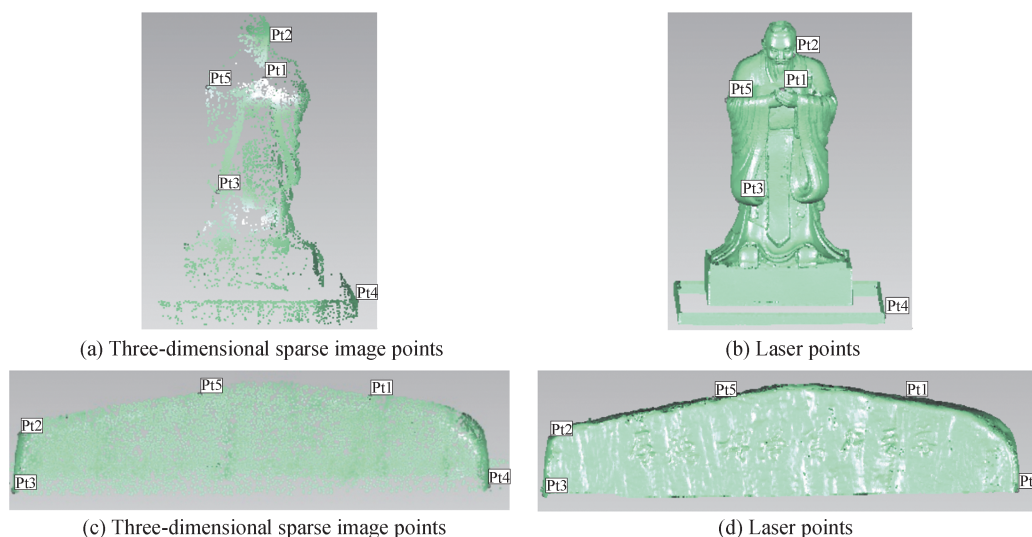 Pt2
Pt1
Pt5
Pt3
Pt4
(a) Three-dimensional sparse image points
Pt2
Pt1
Pt5
Pt3
Pt4
(b) Laser points
Pt5
Pt1
Pt2
Pt3
Pt4
(c) Three-dimensional sparse image points
Pt5
Pt1
Pt2
Pt3
Pt
(d) Laser points